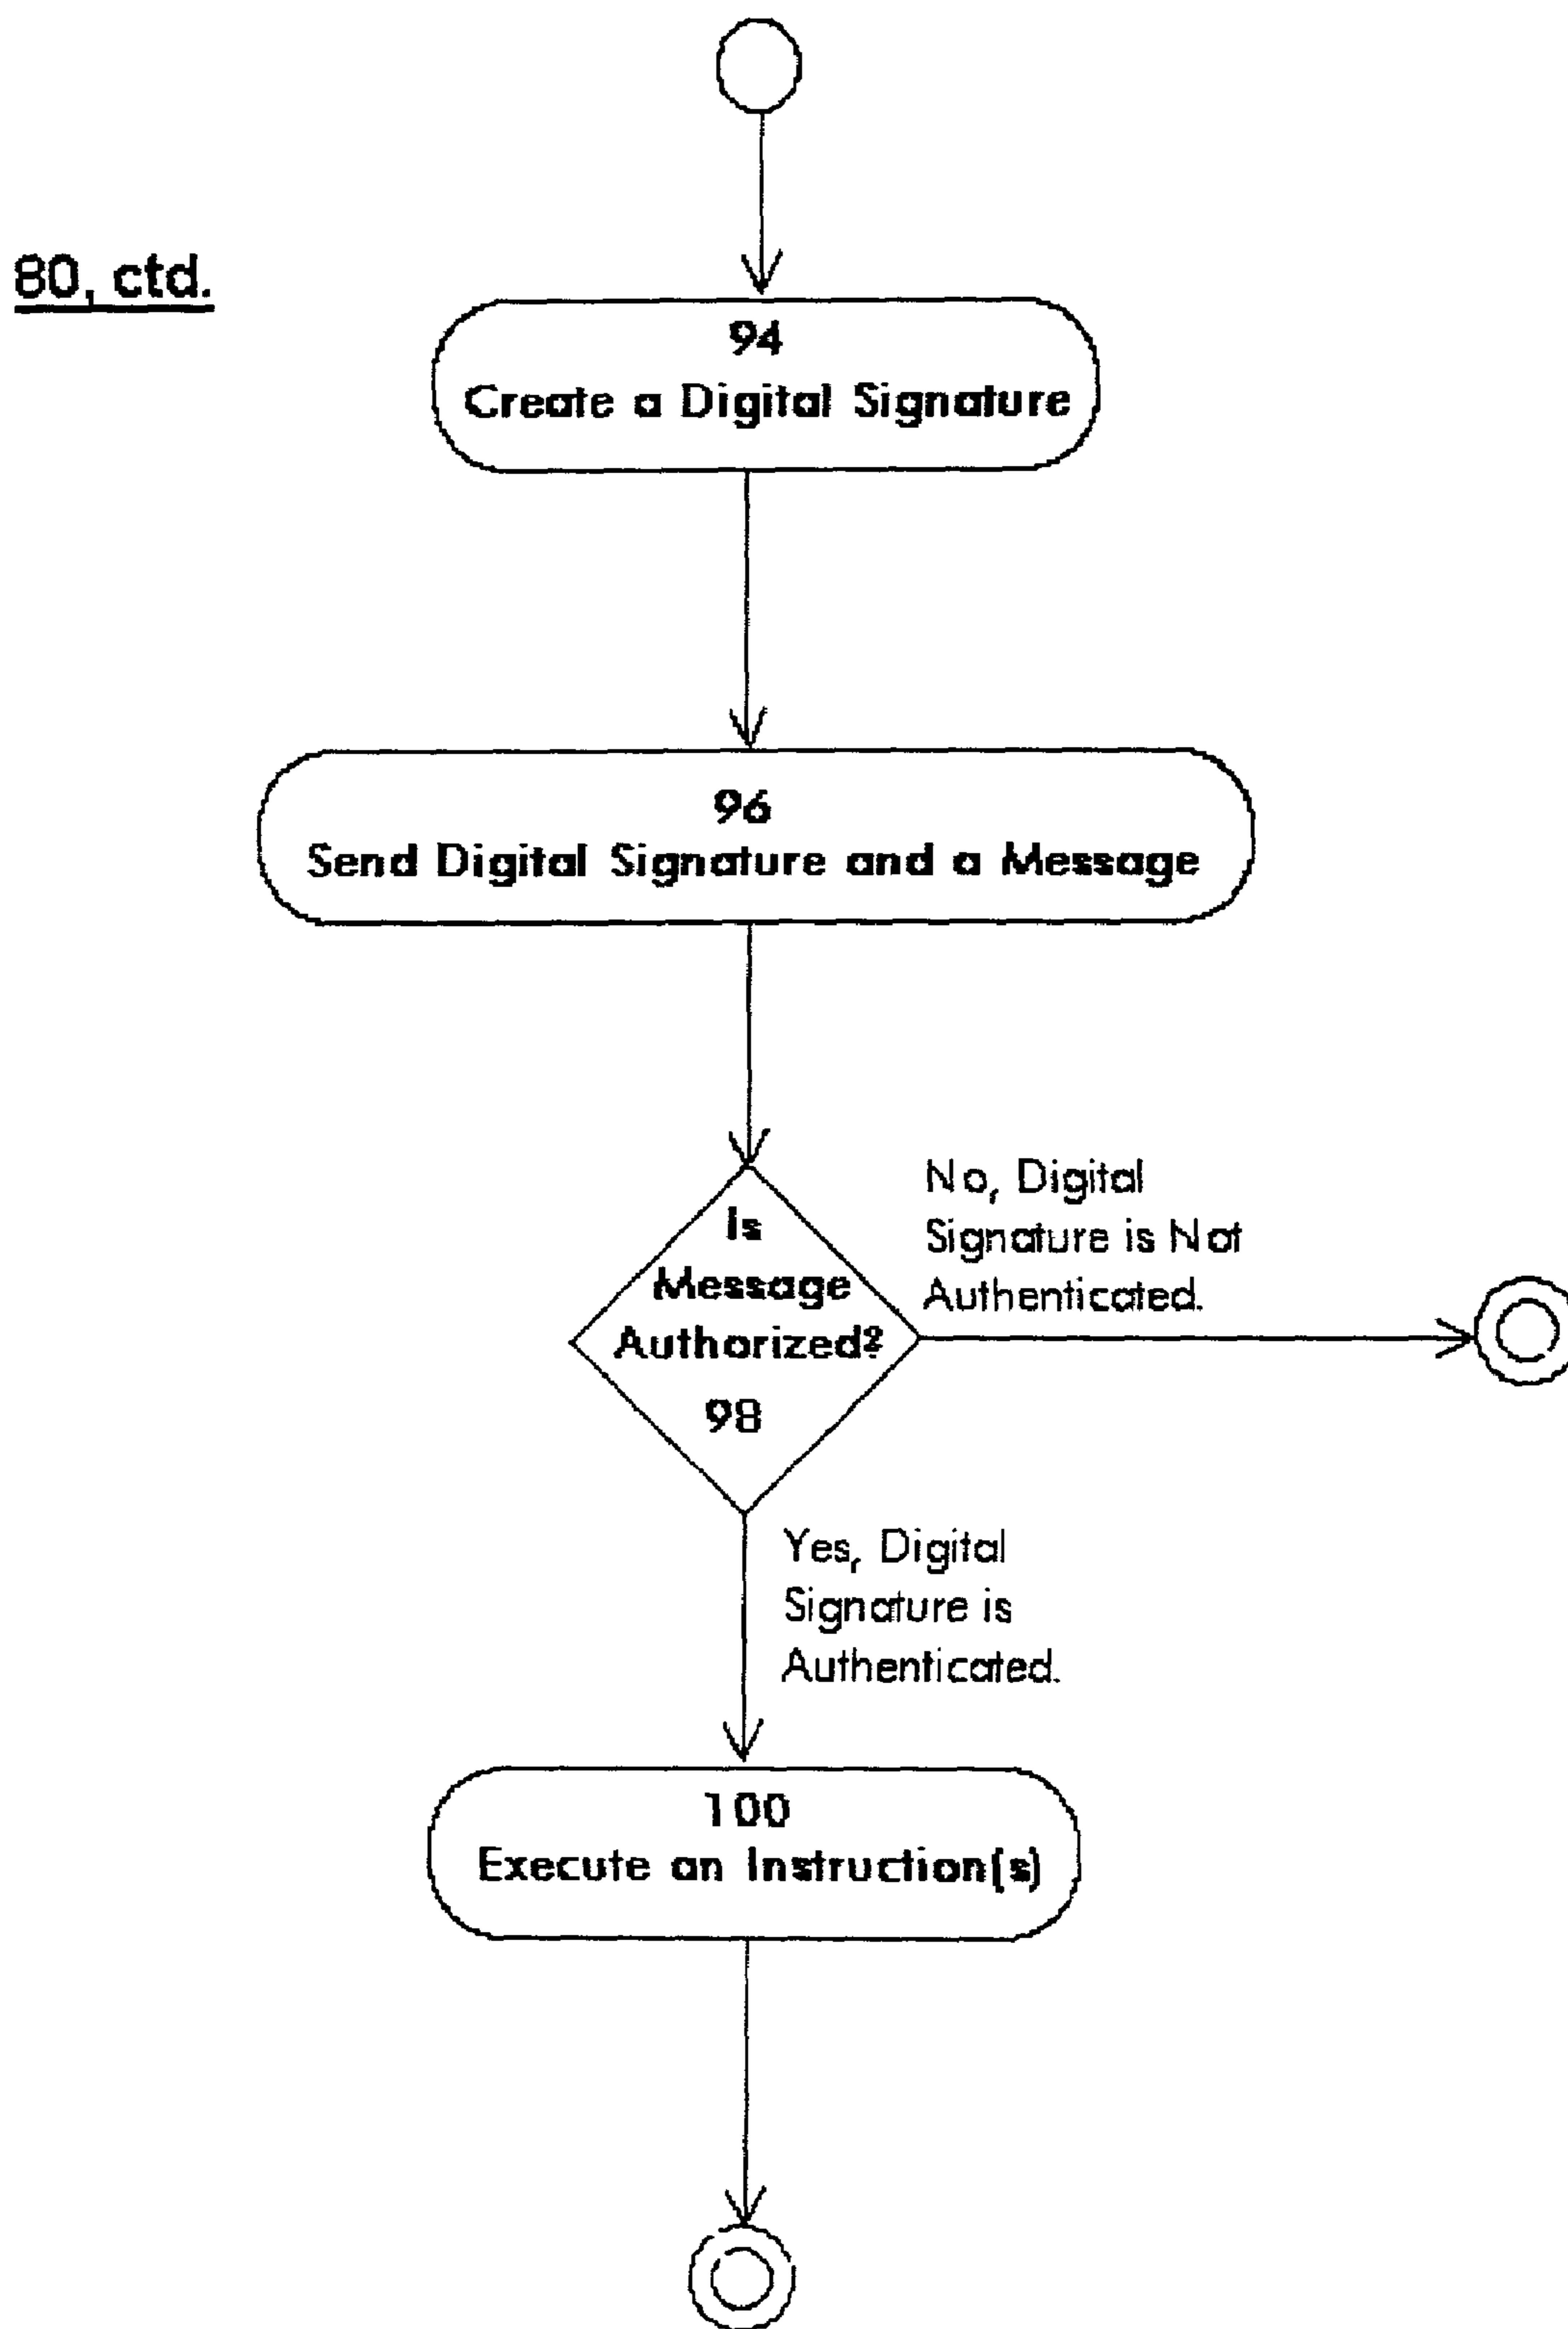 80, ctd.
94
Create a Digital Signature
96
Send Digital Signature and a Message
Is
Message
Authorized?
98
No, Digital
Signature is Not
Authenticated.
Yes, Digital
Signature is
Authenticated.
100
Execute an Instruction(s)